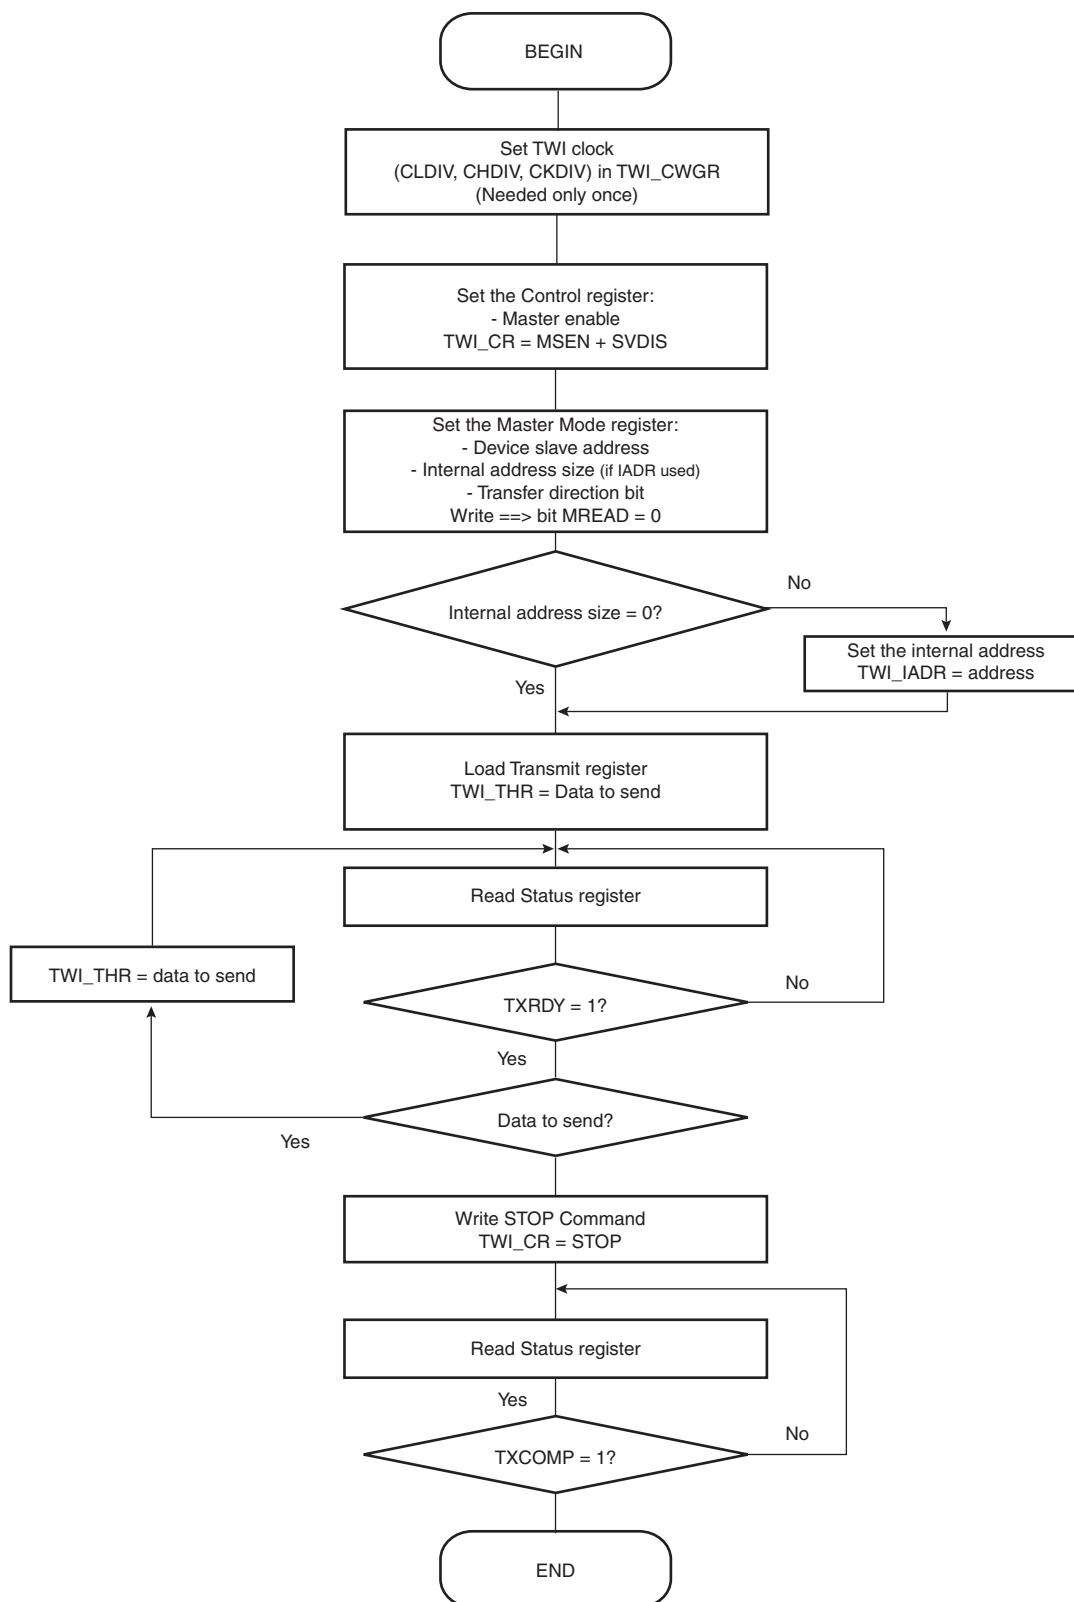 BEGIN
Set TWI clock
(CLDIV, CHDIV, CKDIV) in TWI_CWGR
(Needed only once)
Set the Control register:
- Master enable
TWI_CR = MSEN + SVDIS
Set the Master Mode register:
- Device slave address
- Internal address size (if IADR used)
- Transfer direction bit
Write ==> bit MREAD = 0
No
Internal address size = 0?
Set the internal address
TWI_IADR = address
Yes
Load Transmit register
TWI_THR = Data to send
Read Status register
TWI_THR = data to send
No
TXRDY = 1?
Yes
Data to send?
Yes
Write STOP Command
TWI_CR = STOP
Read Status register
Yes
No
TXCOMP = 1?
END